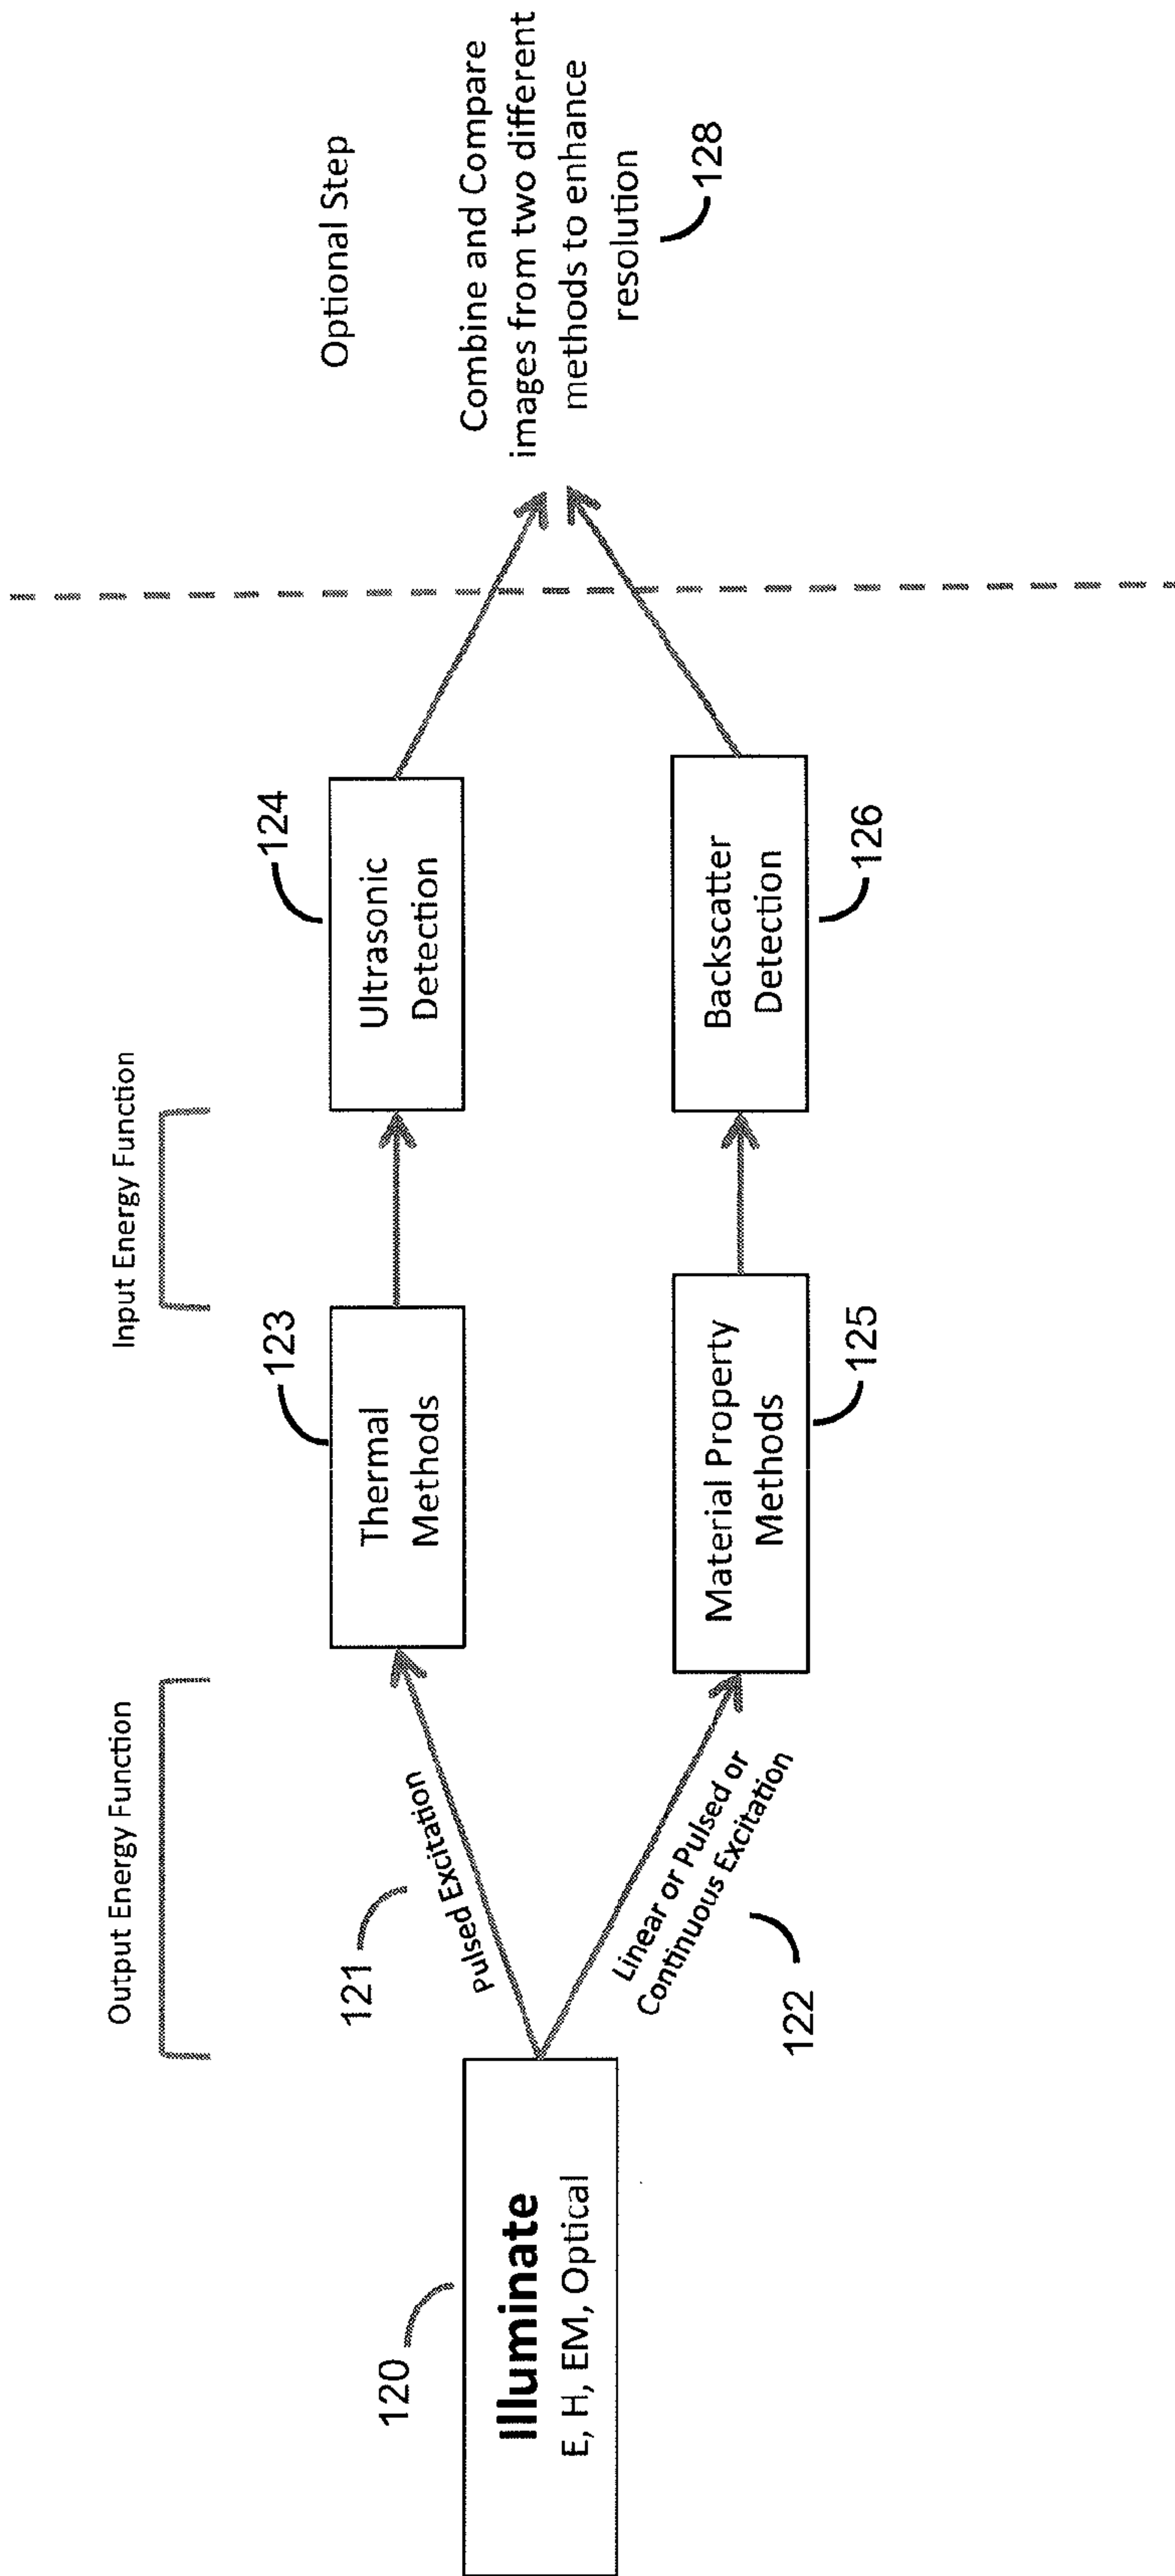 Output Energy Function
Input Energy Function
Optional Step
120
Illuminate
E, H, EM, Optical
121
Pulsed Excitation
123
Thermal
Methods
124
Ultrasonic
Detection
Combine and Compare
images from two different
methods to enhance
resolution
128
Linear or Pulsed or
Continuous Excitation
122
Material Property
Methods
125
Backscatter
Detection
126